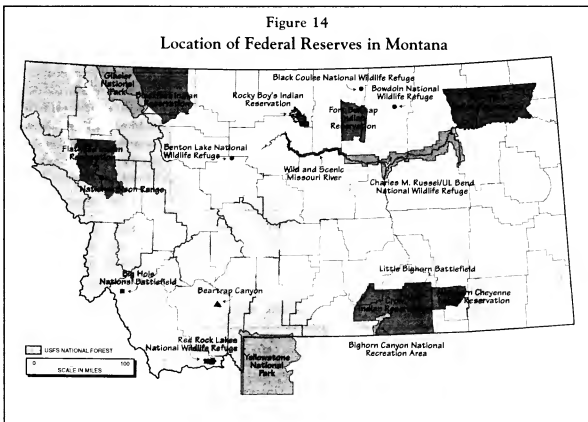 Figure 14
Location of Federal Reserves in Montana
Glacier
National
Park
Indian
Reservation
Black Coulee National Wildlife Refuge
Rocky Boy's Indian
Reservation
Bowdoin National
Wildlife Refuge
Fort Belknap
Indian
Reservation
Flathead Indian
Benton Lake National
Wildlife Refuge
Wild and Scenic
Missouri River
National Bison Range
Charles M. Russel/UL Bend
National Wildlife Refuge
Big Hole
National Battlefield
Beartrap Canyon
Little Bighorn Battlefield
Cheyenne
Reservation
Red Rock Lakes
National Wildlife Refuge
Yellowstone
National
Park
Bighorn Canyon National
Recreation Area
USFS NATIONAL FOREST
0 100
SCALE IN MILES